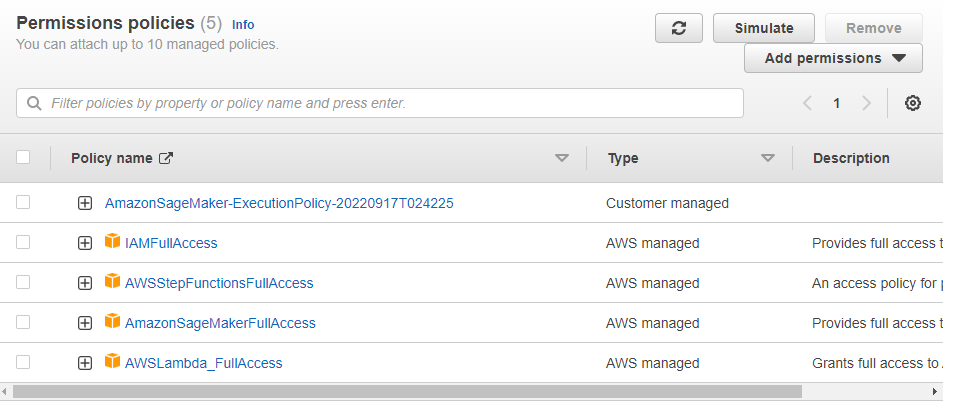 Permissions policies (5) Info
You can attach up to 10 managed policies.
Simulate
Remove
Add permissions
Filter policies by property or policy name and press enter.
1
Policy name Type Description
AmazonSageMaker-ExecutionPolicy-20220917T024225 Customer managed
IAMFullAccess AWS managed Provides full access t
AWSStepFunctionsFullAccess AWS managed An access policy for p
AmazonSageMakerFullAccess AWS managed Provides full access t
AWSLambda_FullAccess AWS managed Grants full access to